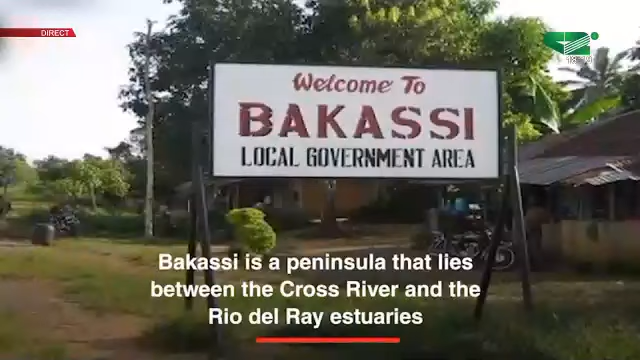 DIRECT
Welcome To
BAKASSI
LOCAL GOVERNMENT AREA
Bakassi is a peninsula that lies
between the Cross River and the
Rio del Ray estuaries